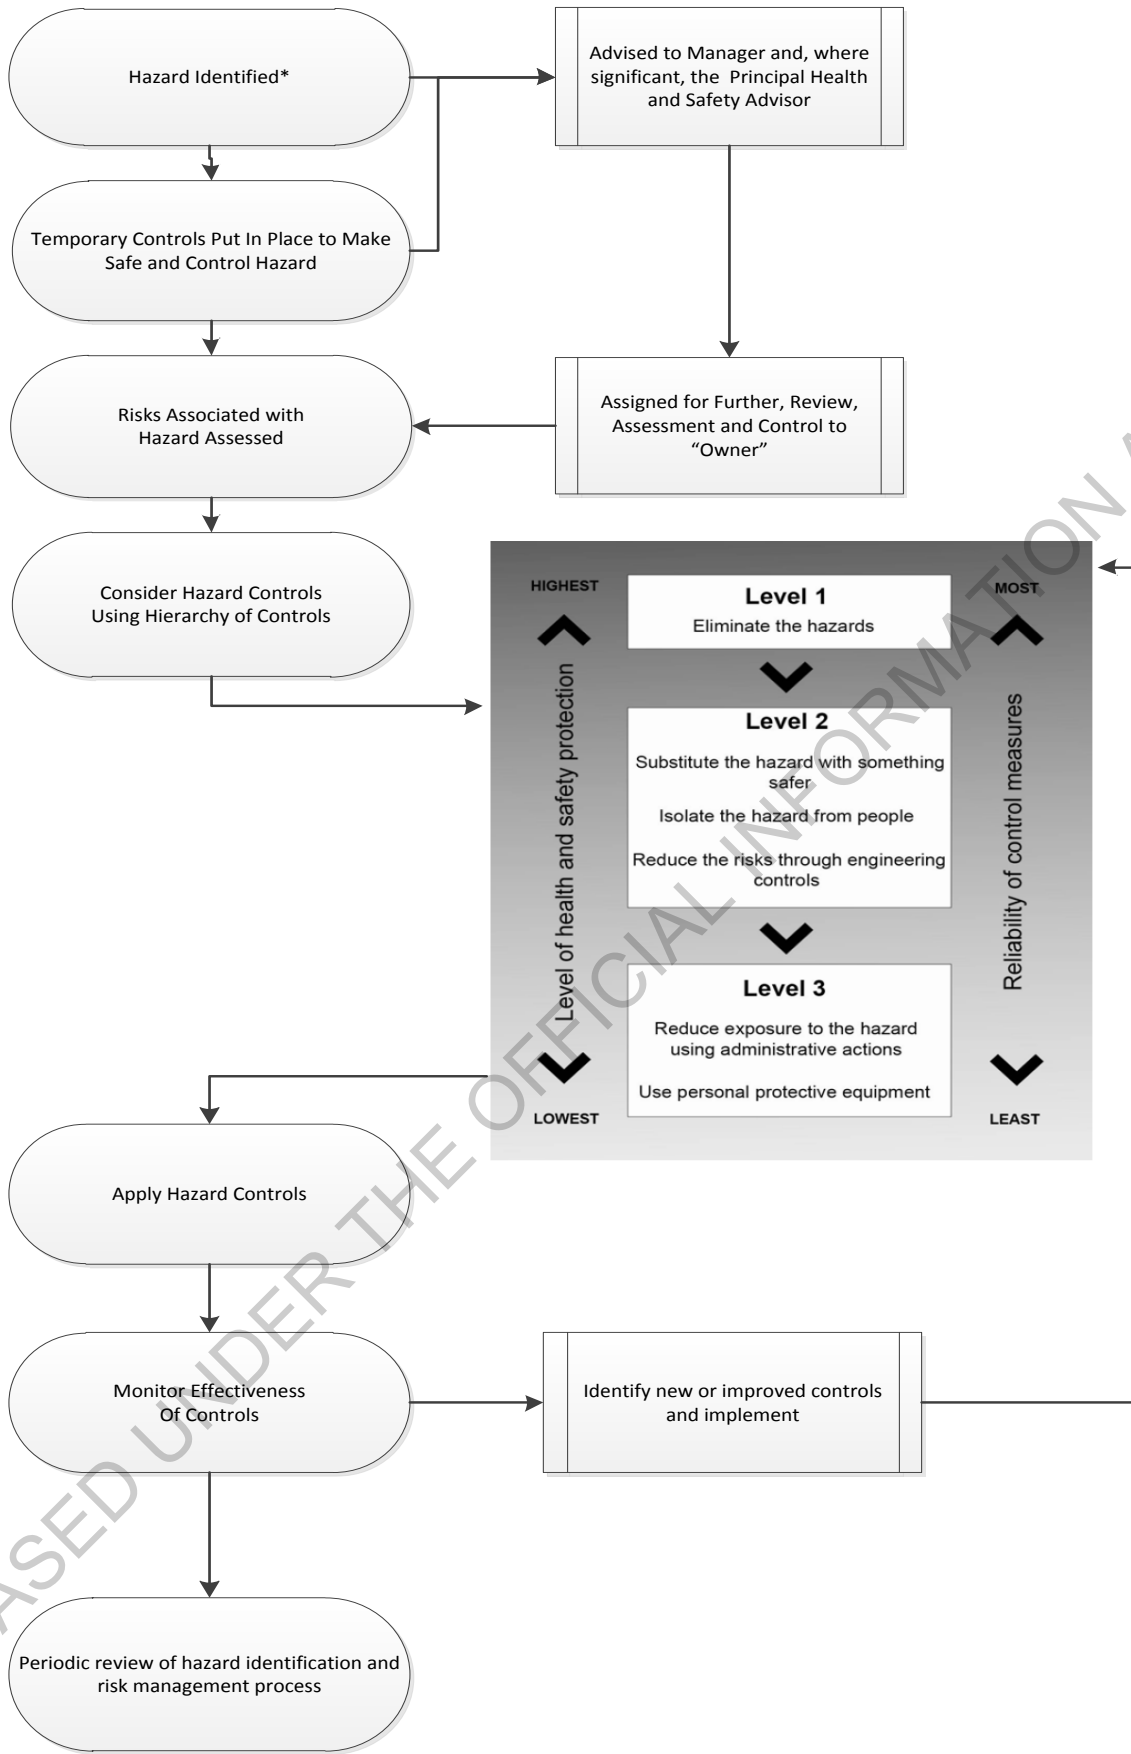 Hazard Identified*
Advised to Manager and, where
significant, the Principal Health
and Safety Advisor
Temporary Controls Put In Place to Make
Safe and Control Hazard
Risks Associated with
Hazard Assessed
Assigned for Further, Review,
Assessment and Control to
“Owner”
Consider Hazard Controls
Using Hierarchy of Controls
HIGHEST
MOST
Level 1
Eliminate the hazards
Level of health and safety protection
Reliability of control measures
Level 2
Substitute the hazard with something
safer
Isolate the hazard from people
Reduce the risks through engineering
controls
Level 3
Reduce exposure to the hazard
using administrative actions
Use personal protective equipment
LOWEST
LEAST
Apply Hazard Controls
Monitor Effectiveness
Of Controls
Identify new or improved controls
and implement
Periodic review of hazard identification and
risk management process
ASED UNDER THE OFFICIAL INFORMATION A